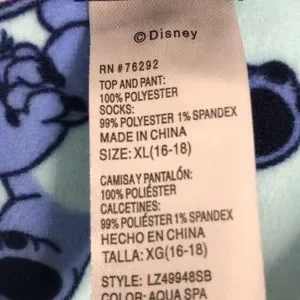 ©Disney
RN #76292
TOP AND PANT:
100% POLYESTER
SOCKS:
99% POLYESTER 1% SPANDEX
MADE IN CHINA
SIZE: XL(16-18)
CAMISA Y PANTALÓN:
100% POLIÉSTER
CALCETINES:
99% POLIÉSTER 1% SPANDEX
HECHO EN CHINA
TALLA: XG(16-18)
STYLE: LZ49948SB
COLOR: AQUA SPA